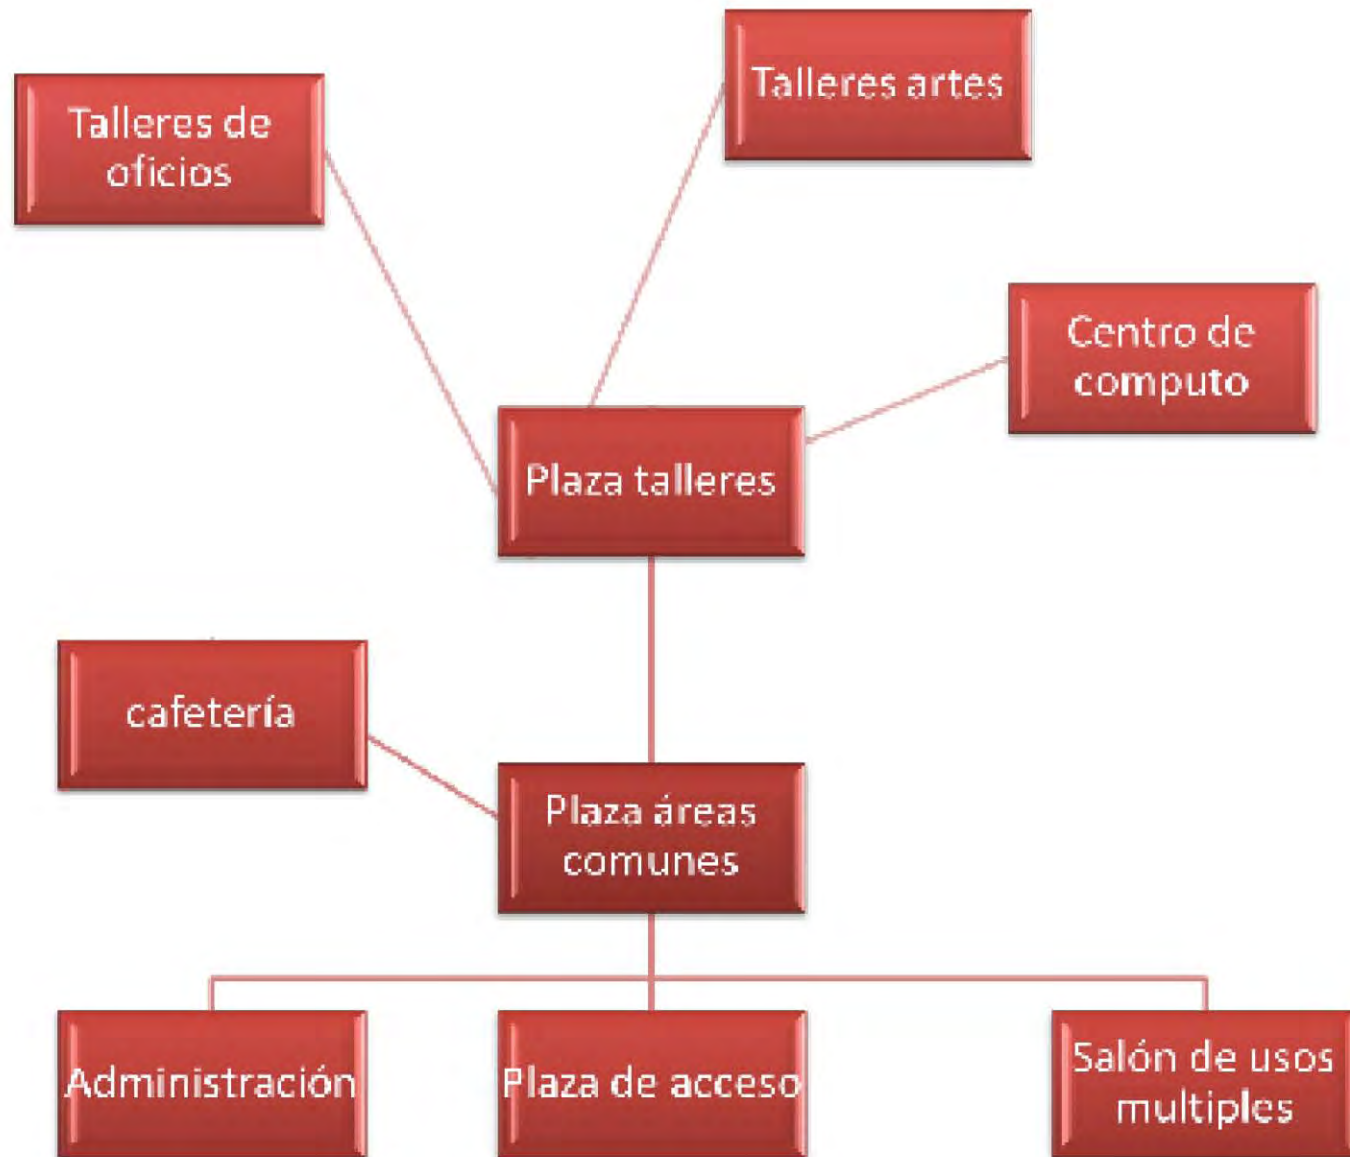 Talleres artes
Talleres de
oficios
Centro de
computo
Plaza talleres
cafetería
Plaza áreas
comunes
Administración
Plaza de acceso
Salón de usos
multiples